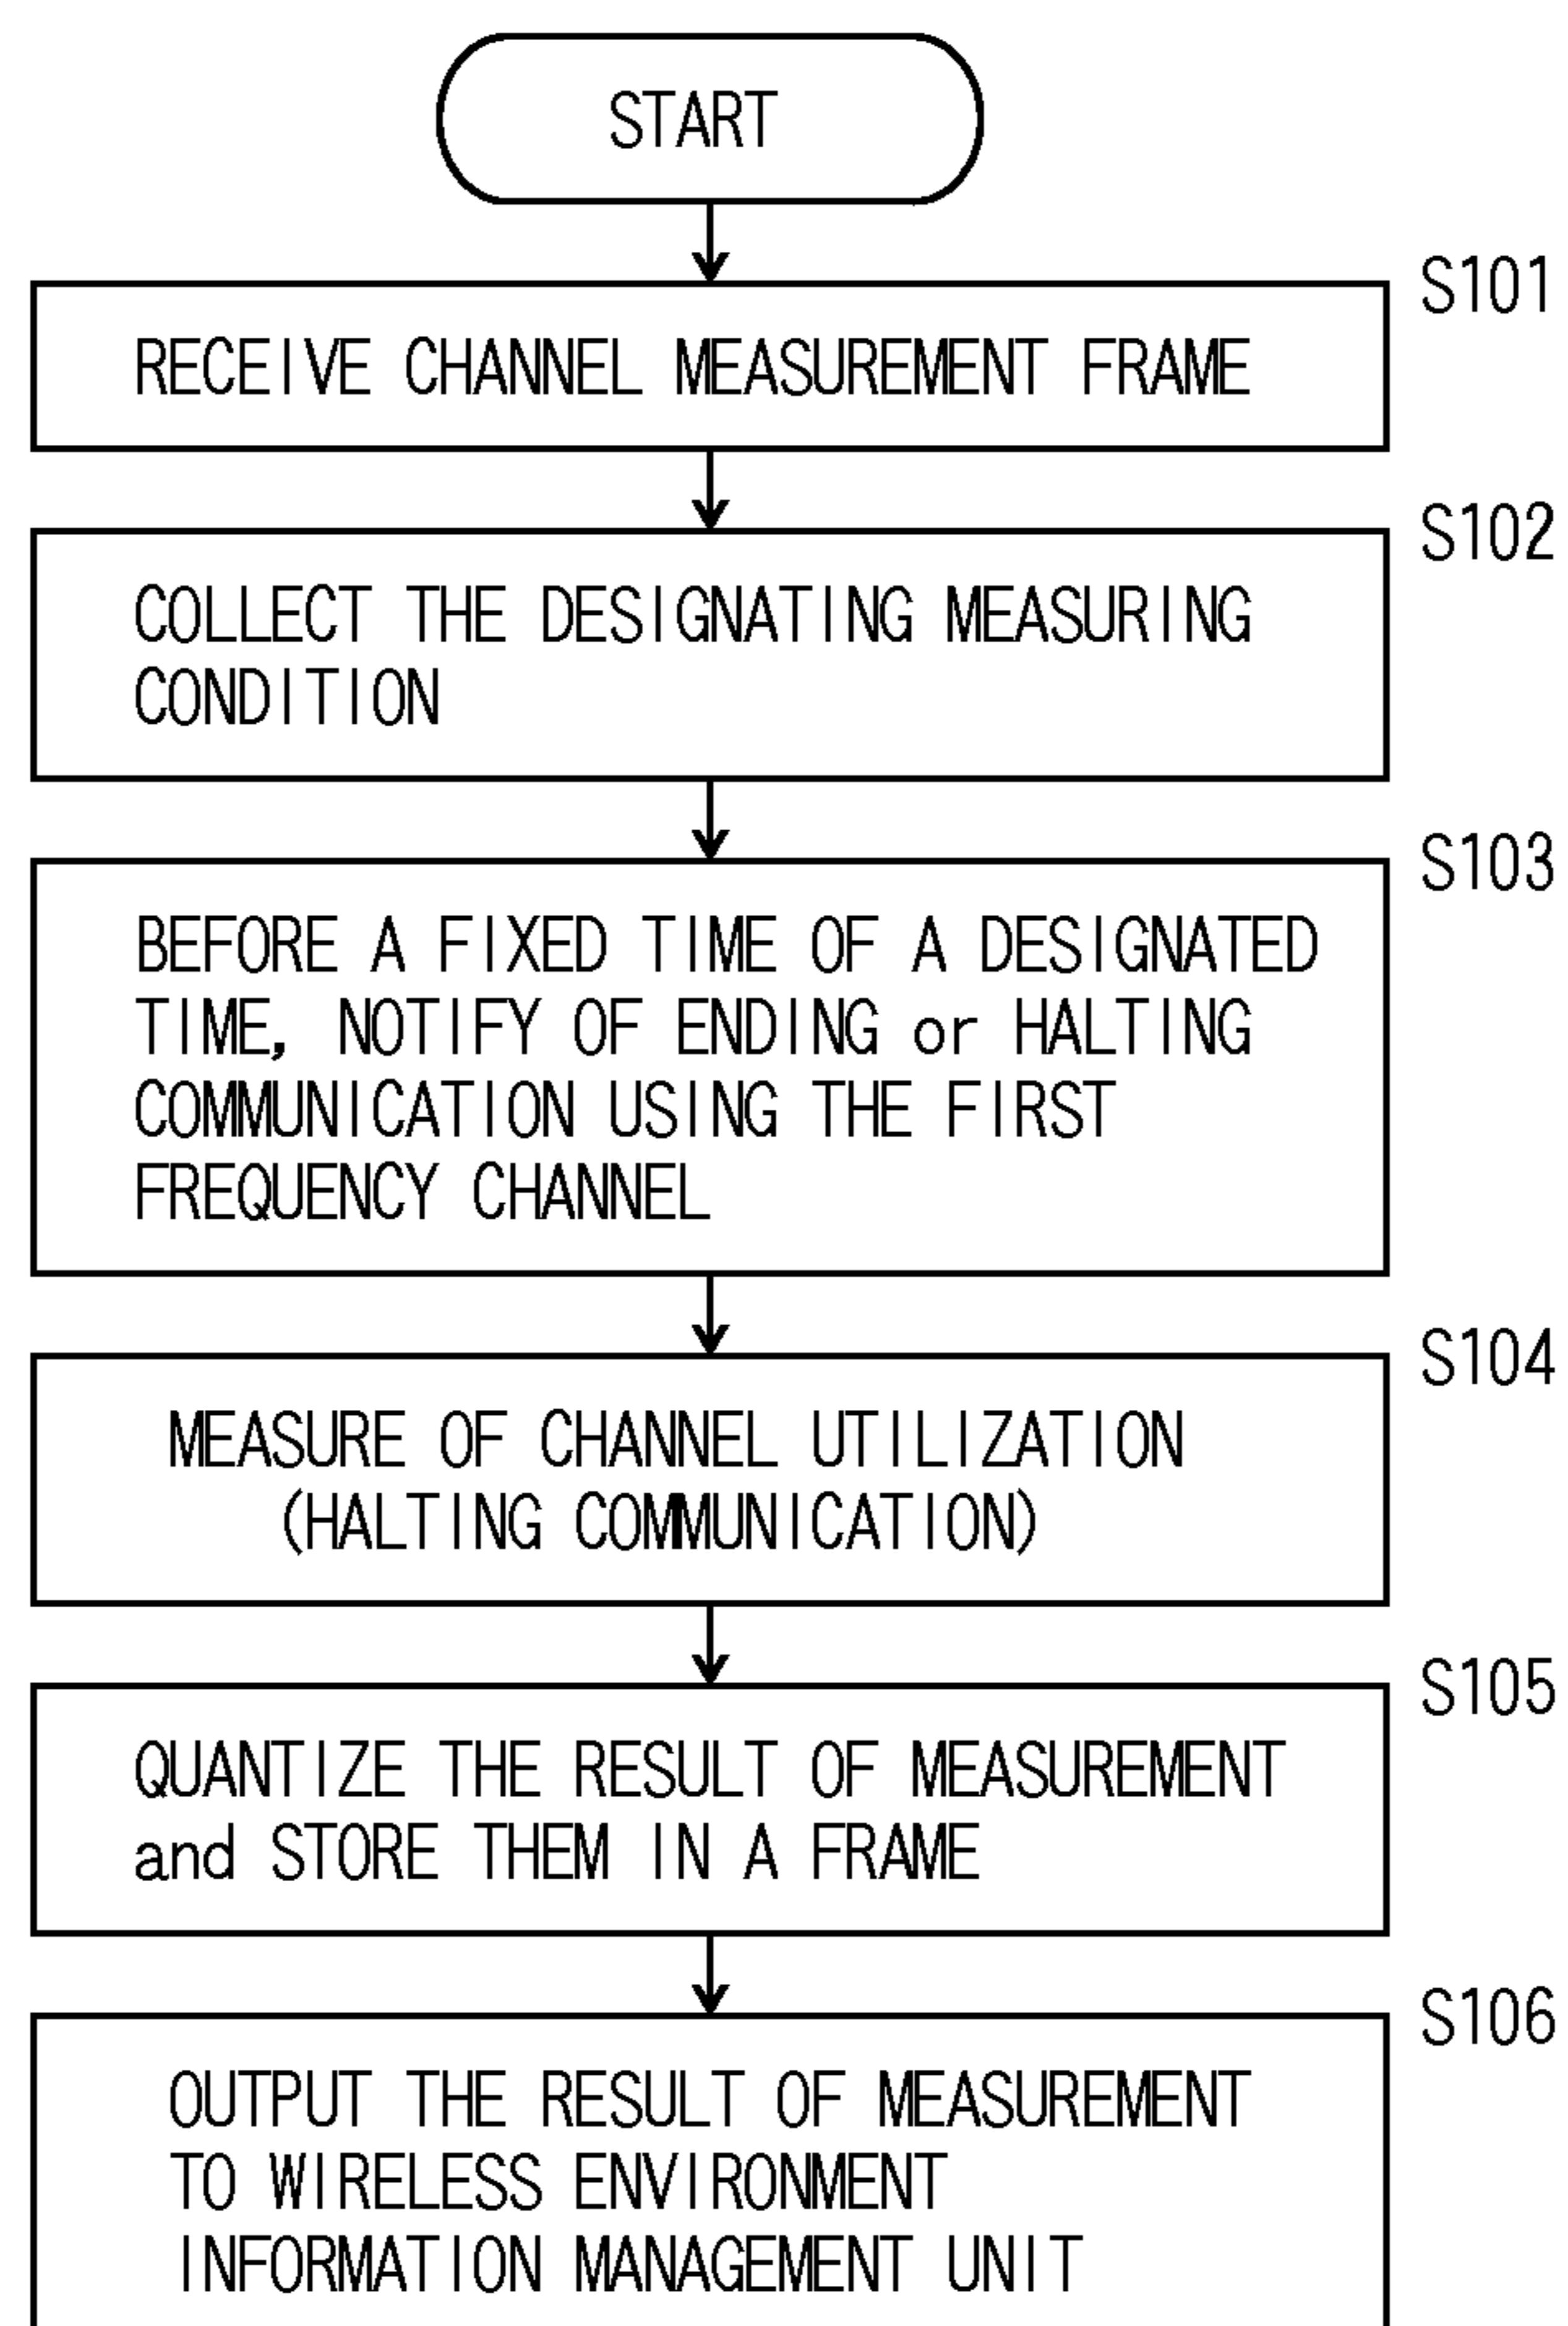 START
S101
RECEIVE CHANNEL MEASUREMENT FRAME
S102
COLLECT THE DESIGNATING MEASURING
CONDITION
S103
BEFORE A FIXED TIME OF A DESIGNATED
TIME, NOTIFY OF ENDING or HALTING
COMMUNICATION USING THE FIRST
FREQUENCY CHANNEL
S104
MEASURE OF CHANNEL UTILIZATION
(HALTING COMMUNICATION)
S105
QUANTIZE THE RESULT OF MEASUREMENT
and STORE THEM IN A FRAME
S106
OUTPUT THE RESULT OF MEASUREMENT
TO WIRELESS ENVIRONMENT
INFORMATION MANAGEMENT UNIT